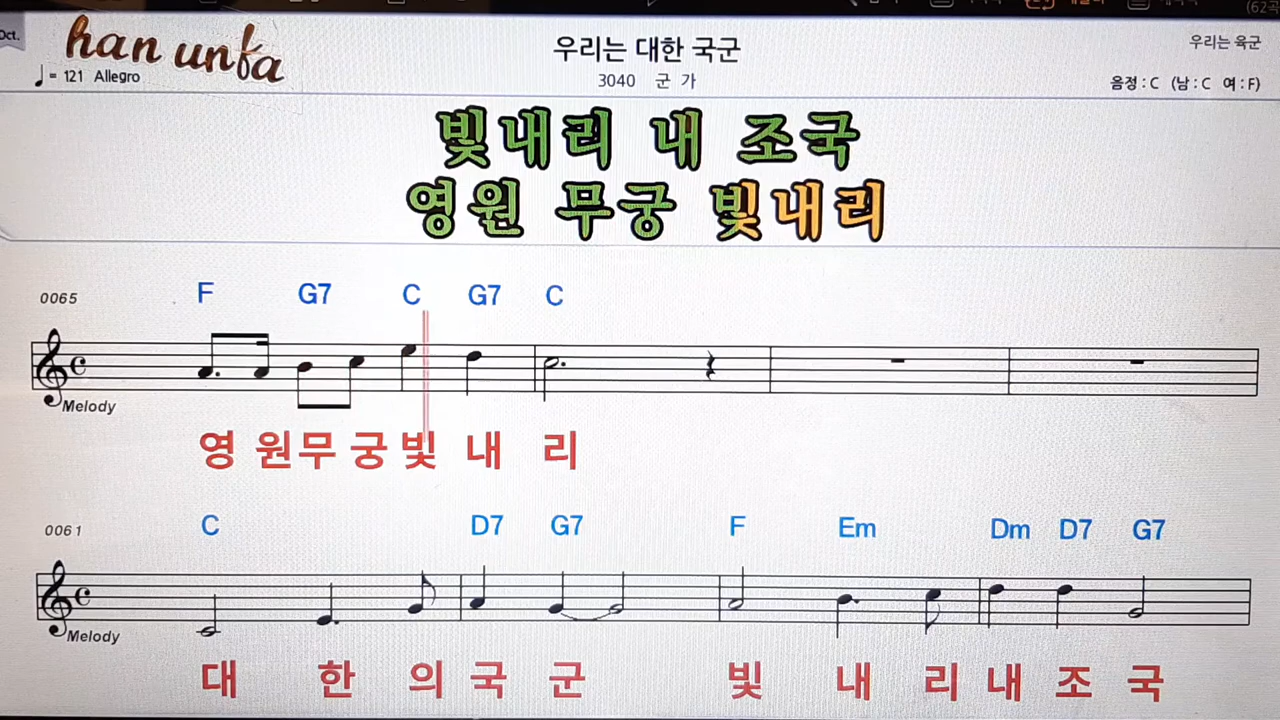 Oct.
han unfa
(62곡
우리는 대한 국군
우리는 육군
= 121 Allegro
3040 군 가
음정 : C (남 : C 여 : F)
빛내리 내 조국
영원 무궁 빛내리
0065
F G7 C G7 C
Melody
영 원 무 궁 빛 내 리
0061
C D7 G7 F Em Dm D7 G7
Melody
대 한 의 국 군 빛 내 리 내 조 국